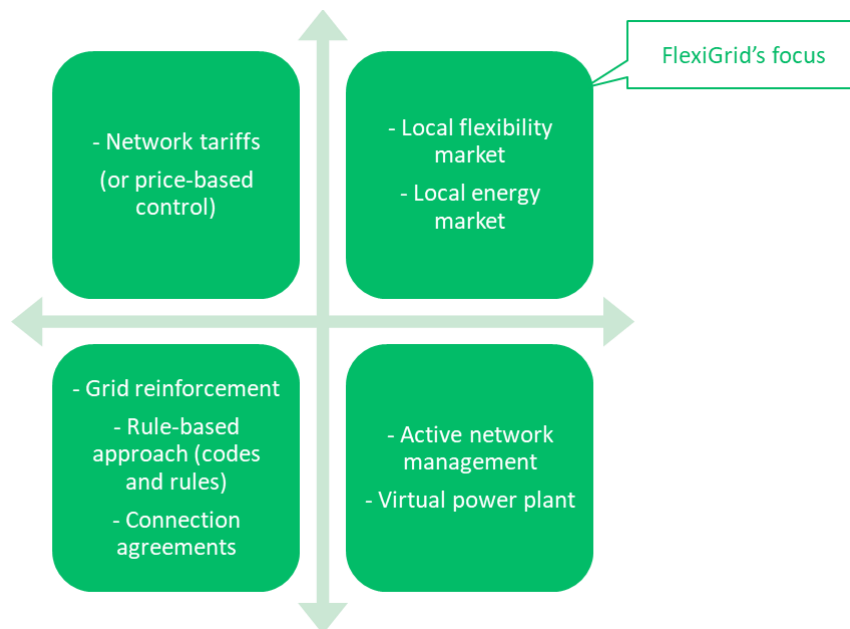 FlexiGrid's focus
- Network tariffs
(or price-based
control)
- Local flexibility
market
- Local energy
market
- Grid reinforcement
- Rule-based
approach (codes
and rules)
- Connection
agreements
- Active network
management
- Virtual power plant